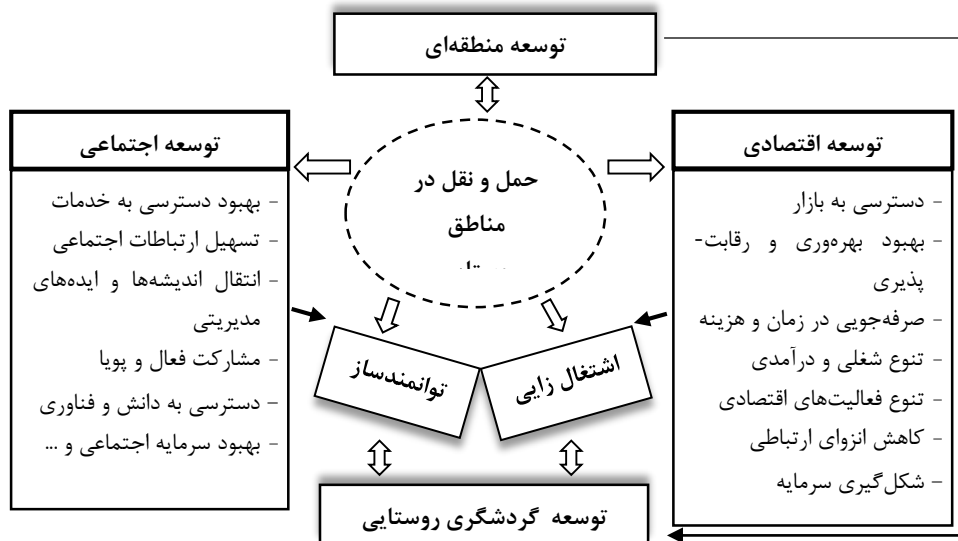 توسعه منطقه‌ای
توسعه اقتصادی
- دسترسی به بازار
- بهبود بهره‌وری و رقابت-
پذیری
- صرفه‌جویی در زمان و هزینه
- تنوع شغلی و درآمدی
- تنوع فعالیت‌های اقتصادی
- کاهش انزوای ارتباطی
- شکل‌گیری سرمایه
حمل و نقل در
مناطق
توسعه اجتماعی
- بهبود دسترسی به خدمات
- تسهیل ارتباطات اجتماعی
- انتقال اندیشه‌ها و ایده‌های
مدیریتی
- مشارکت فعال و پویا
- دسترسی به دانش و فناوری
- بهبود سرمایه اجتماعی و ...
اشتغال زایی
توانمندساز
توسعه گردشگری روستایی